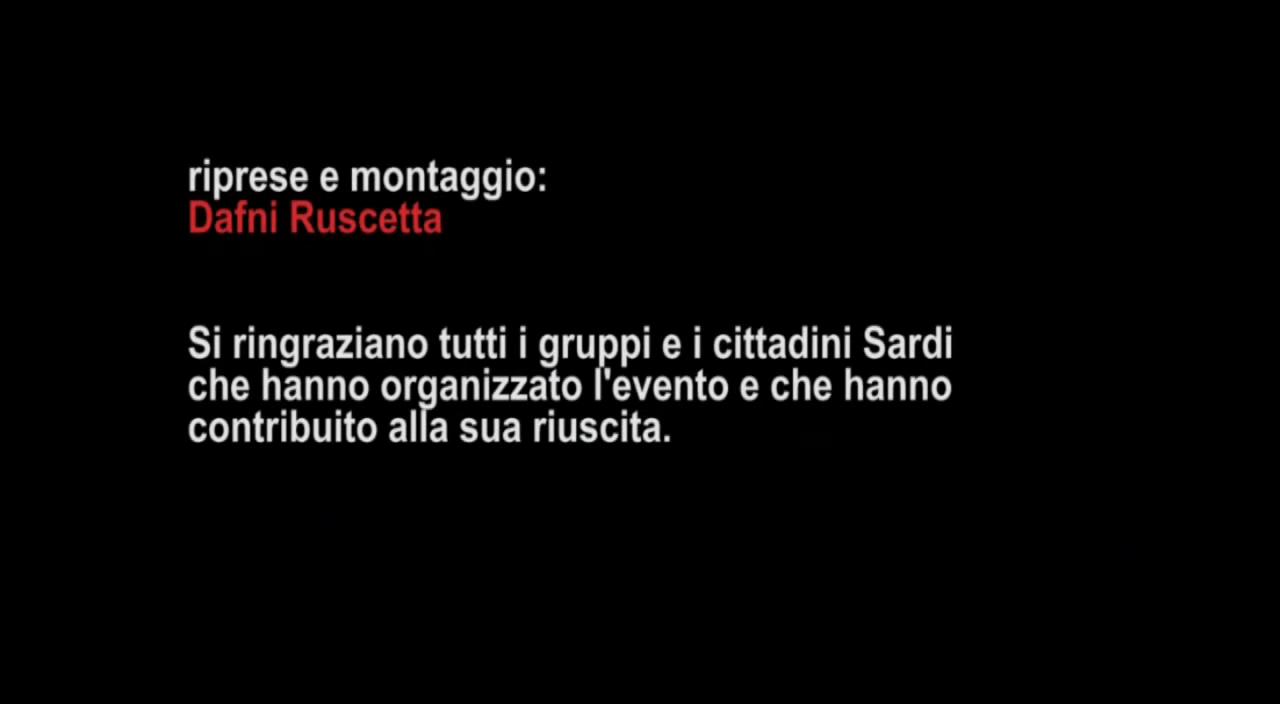 riprese e montaggio:
Dafni Ruscetta
Si ringraziano tutti i gruppi e i cittadini Sardi
che hanno organizzato l'evento e che hanno
contribuito alla sua riuscita.